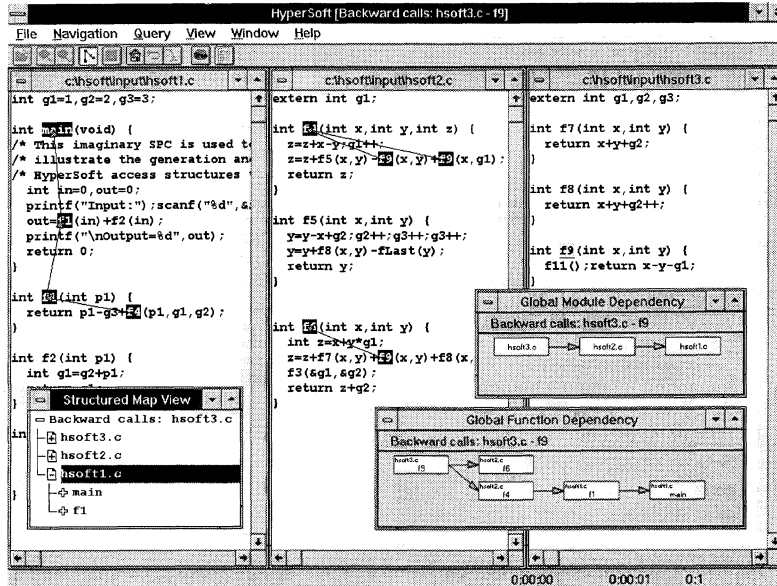 HyperSoft [Backward calls: hsoft3.c - f9]
File Navigation Query View Window Help
c:\hsoft\input\hsoft1.c
int g1=1,g2=2,g3=3;
int main(void) {
/* This imaginary SPC is used to
/* illustrate the generation an
/* HyperSoft access structures
int in=0,out=0;
printf("Input:");scanf("%d",&
out=f1(in)+f2(in);
printf("\nOutput=%d",out);
return 0;
}
int f1(int p1) {
return p1-g3+f4(p1,g1,g2);
}
int f2(int p1) {
int g1=g2+p1;
}
in
}
c:\hsoft\input\hsoft2.c
extern int g1;
int f4(int x,int y,int z) {
z=z+x-y;g1++;
z=z+f5(x,y)-f9(x,y)+f9(x,g1);
return z;
}
int f5(int x,int y) {
y=y-x+g2;g2++;g3++;g3++;
y=y+f8(x,y)-fLast(y);
return y;
}
int f6(int x,int y) {
int z=x+y*g1;
z=z+f7(x,y)+f9(x,y)+f8(x,
f3(&g1,&g2);
return z+g2;
}
c:\hsoft\input\hsoft3.c
extern int g1,g2,g3;
int f7(int x,int y) {
return x+y+g2;
}
int f8(int x,int y) {
return x+y+g2++;
}
int f9(int x,int y) {
f11();return x-y-g1;
}
Global Module Dependency
Backward calls: hsoft3.c - f9
hsoft3.c hsoft2.c hsoft1.c
Structured Map View
Backward calls: hsoft3.c
hsoft3.c
hsoft2.c
hsoft1.c
main
f1
Global Function Dependency
Backward calls: hsoft3.c - f9
hsoft3.c
f9
hsoft2.c
f6
hsoft2.c
f4
hsoft1.c
f1
hsoft1.c
main
0:00:00 0:00:01 0:1